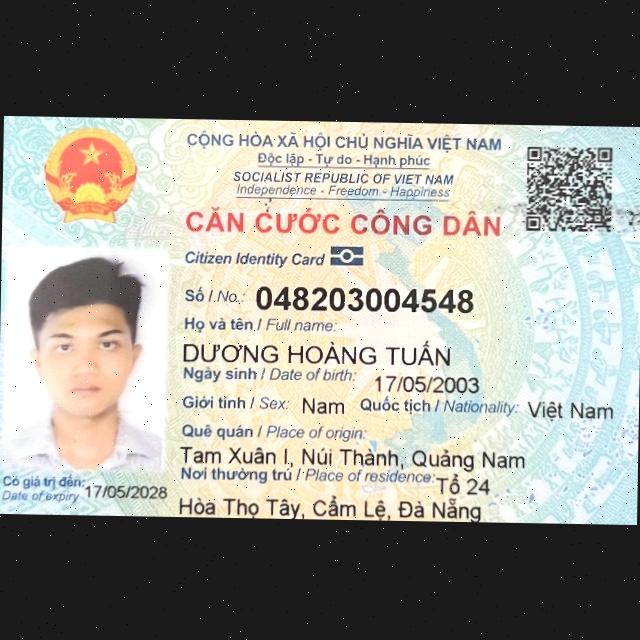 CỘNG HÒA XÃ HỘI CHỦ NGHĨA VIỆT NAM
Độc lập - Tự do - Hạnh phúc
SOCIALIST REPUBLIC OF VIET NAM
Independence - Freedom - Happiness
CĂN CƯỚC CÔNG DÂN
Citizen Identity Card
Số / No.: 048203004548
Họ và tên / Full name:
DƯƠNG HOÀNG TUẤN
Ngày sinh / Date of birth: 17/05/2003
Giới tính / Sex: Nam Quốc tịch / Nationality: Việt Nam
Quê quán / Place of origin:
Tam Xuân I, Núi Thành, Quảng Nam
Nơi thường trú / Place of residence: Tổ 24
Hòa Thọ Tây, Cẩm Lệ, Đà Nẵng
Có giá trị đến: 17/05/2028
Date of expiry